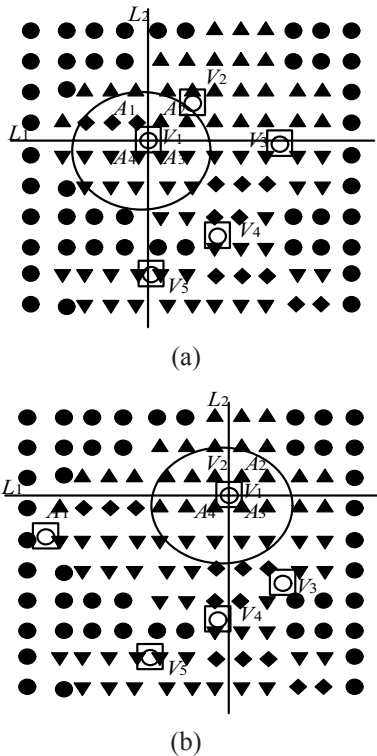 L2
V2
A1 A2
L1 V1 V3
A4 A3
V4
V5
(a)
L2
V2 A2
L1 V1
A1 A4 A3
V3
V4
V5
(b)